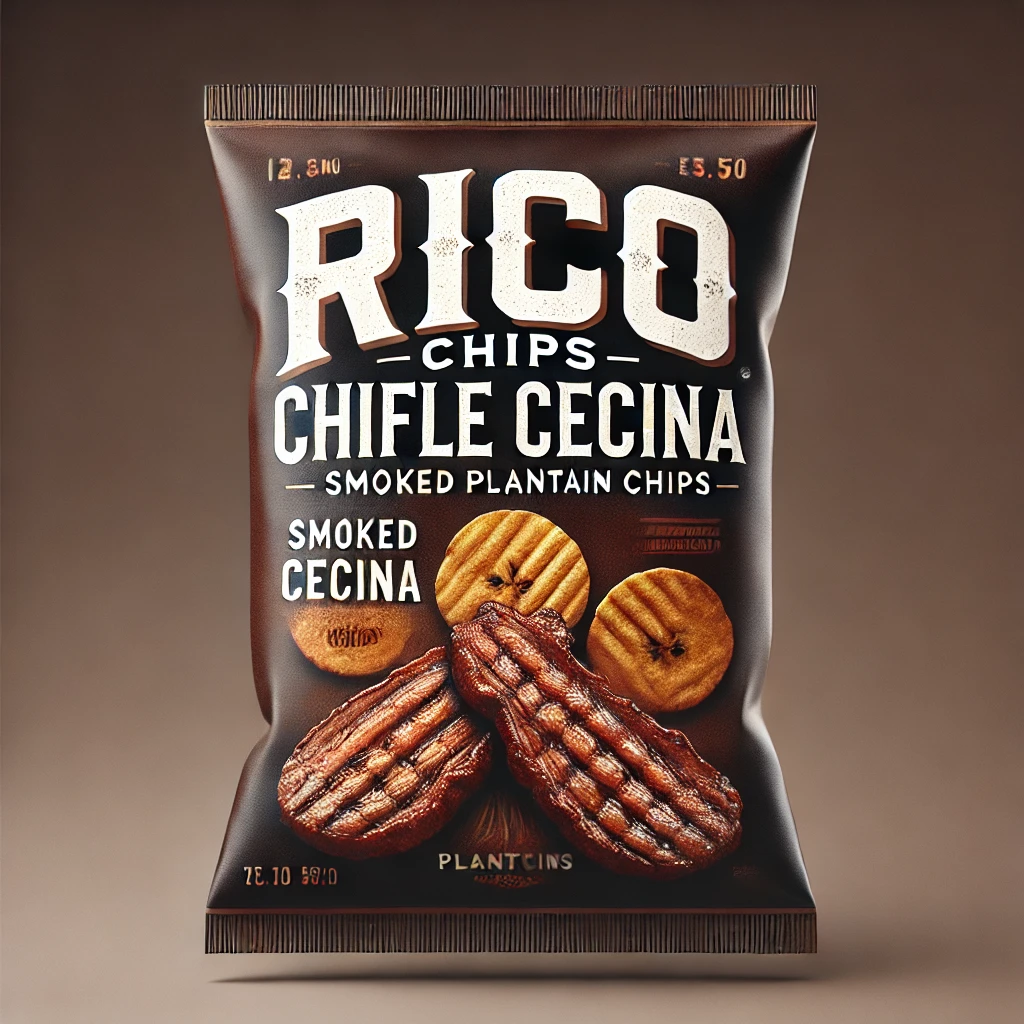 RICO
CHIPS
CHIFLE CECINA
SMOKED PLANTAIN CHIPS
SMOKED
CECINA
PLANTCINS